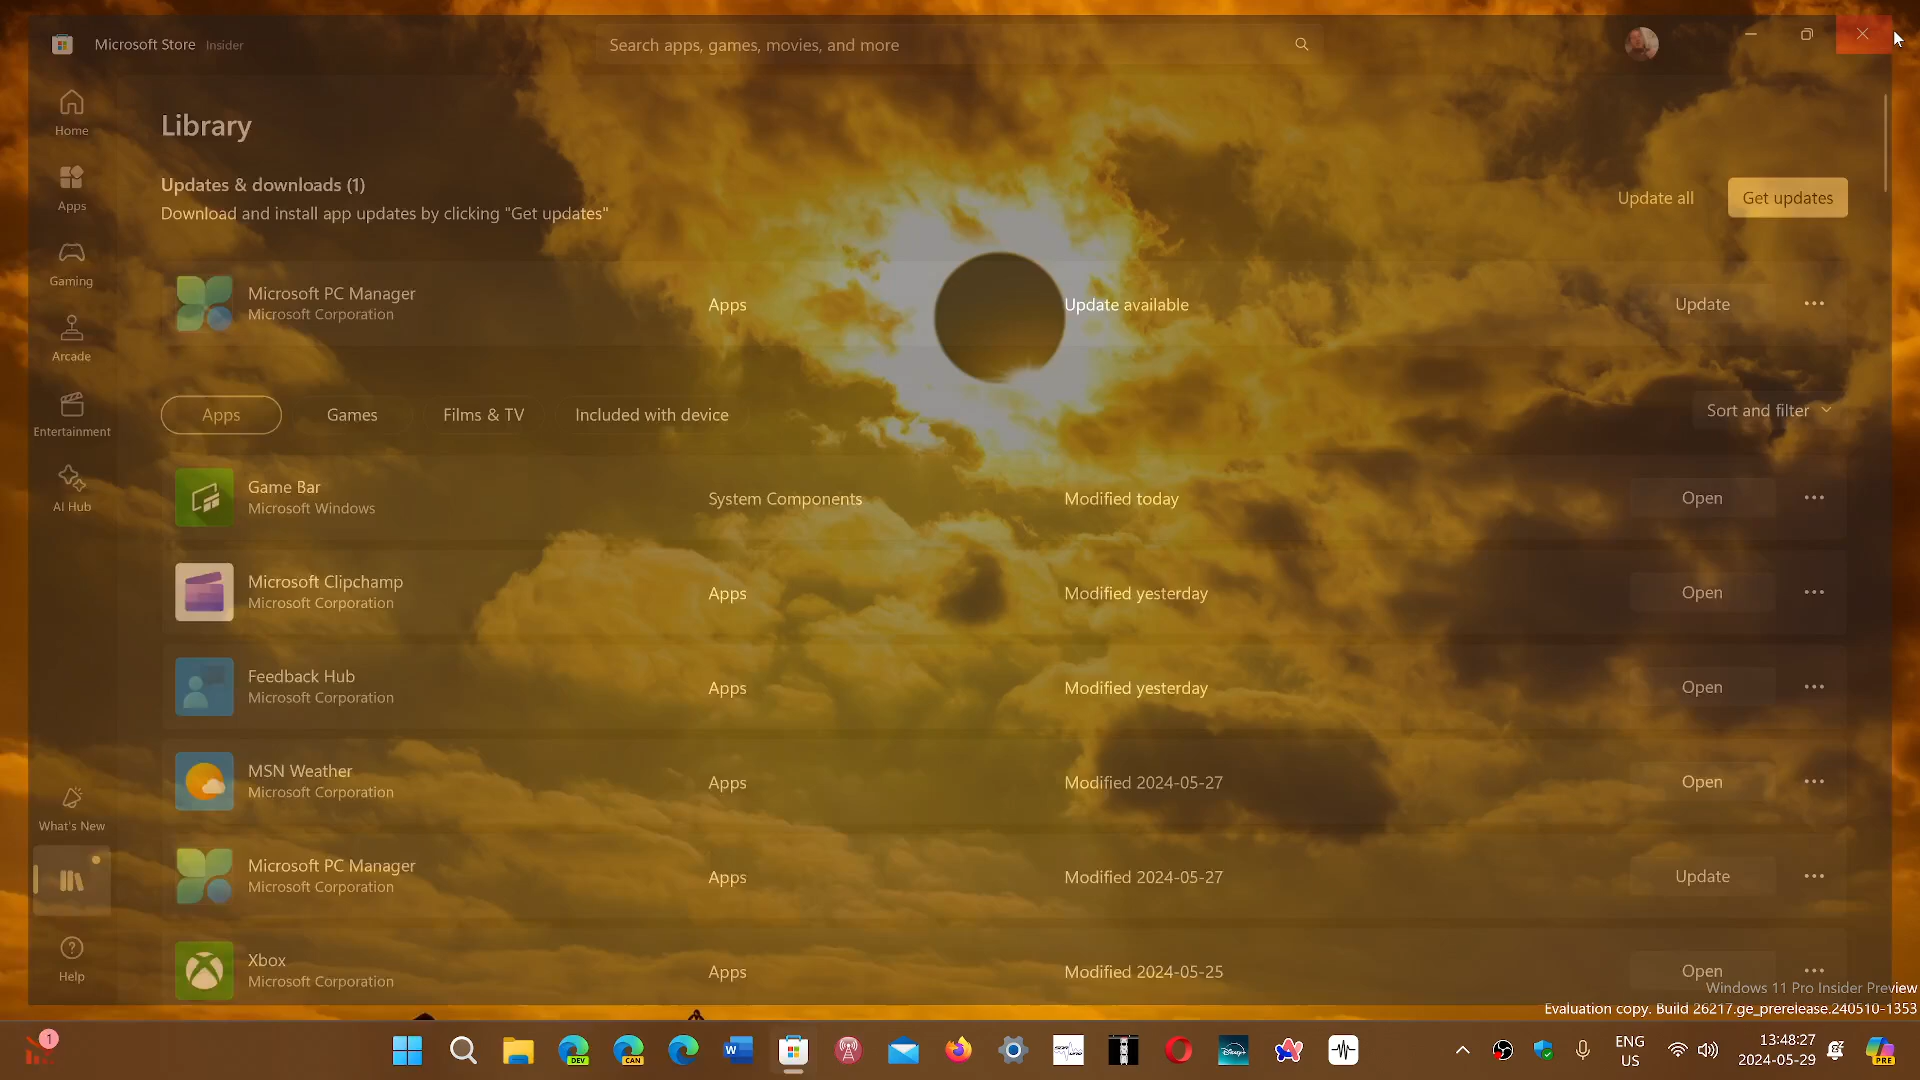 Microsoft Store Insider
Search apps, games, movies, and more
Home
Apps
Gaming
Arcade
Entertainment
AI Hub
What's New
Help
Library
Updates & downloads (1)
Download and install app updates by clicking "Get updates"
Update all
Get updates
Microsoft PC Manager
Microsoft Corporation
Apps
Update available
Update
Apps
Games
Films & TV
Included with device
Sort and filter
Game Bar
Microsoft Windows
System Components
Modified today
Open
Microsoft Clipchamp
Microsoft Corporation
Apps
Modified yesterday
Open
Feedback Hub
Microsoft Corporation
Apps
Modified yesterday
Open
MSN Weather
Microsoft Corporation
Apps
Modified 2024-05-27
Open
Microsoft PC Manager
Microsoft Corporation
Apps
Modified 2024-05-27
Update
Xbox
Microsoft Corporation
Apps
Modified 2024-05-25
Open
Windows 11 Pro Insider Preview
Evaluation copy. Build 26217.ge_prerelease.240510-1353
1
DEV
CAN
W
Disney+
ENG
US
13:48:27
2024-05-29
PRE